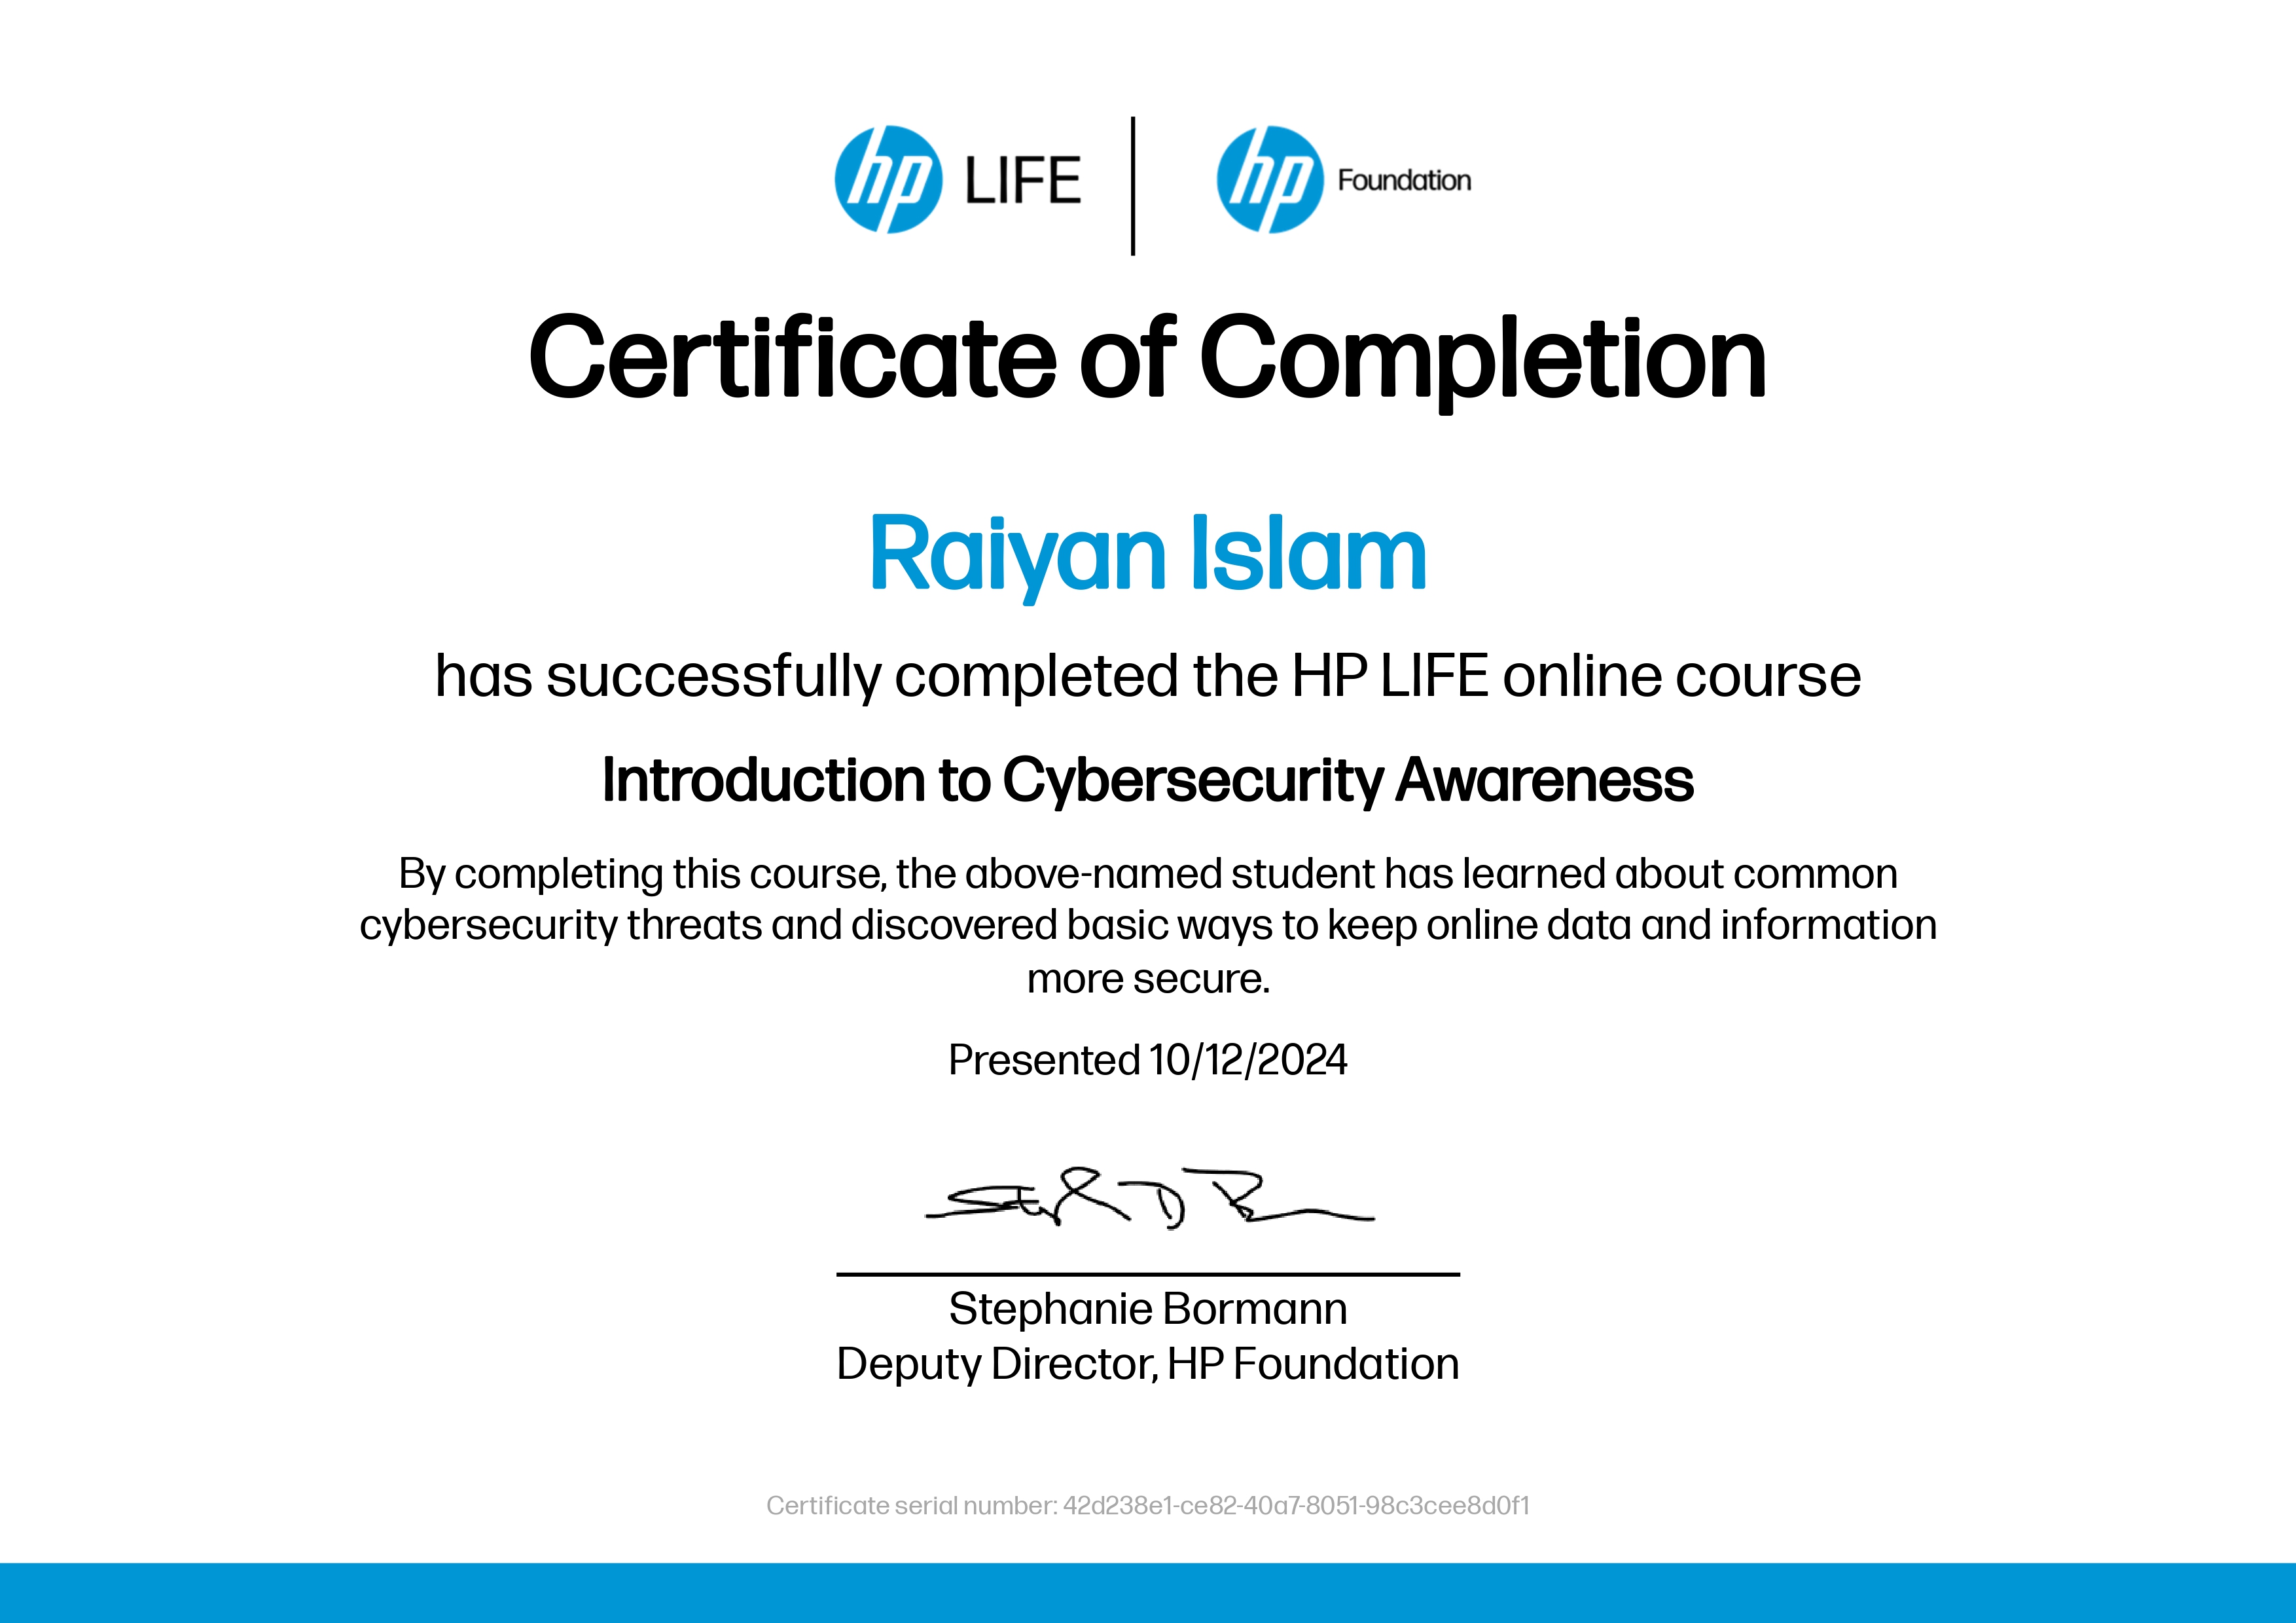 hp LIFE | hp Foundation
Certificate of Completion
Raiyan Islam
has successfully completed the HP LIFE online course
Introduction to Cybersecurity Awareness
By completing this course, the above-named student has learned about common
cybersecurity threats and discovered basic ways to keep online data and information
more secure.
Presented 10/12/2024
Stephanie Bormann
Deputy Director, HP Foundation
Certificate serial number: 42d238e1-ce82-40a7-8051-98c3cee8d0f1